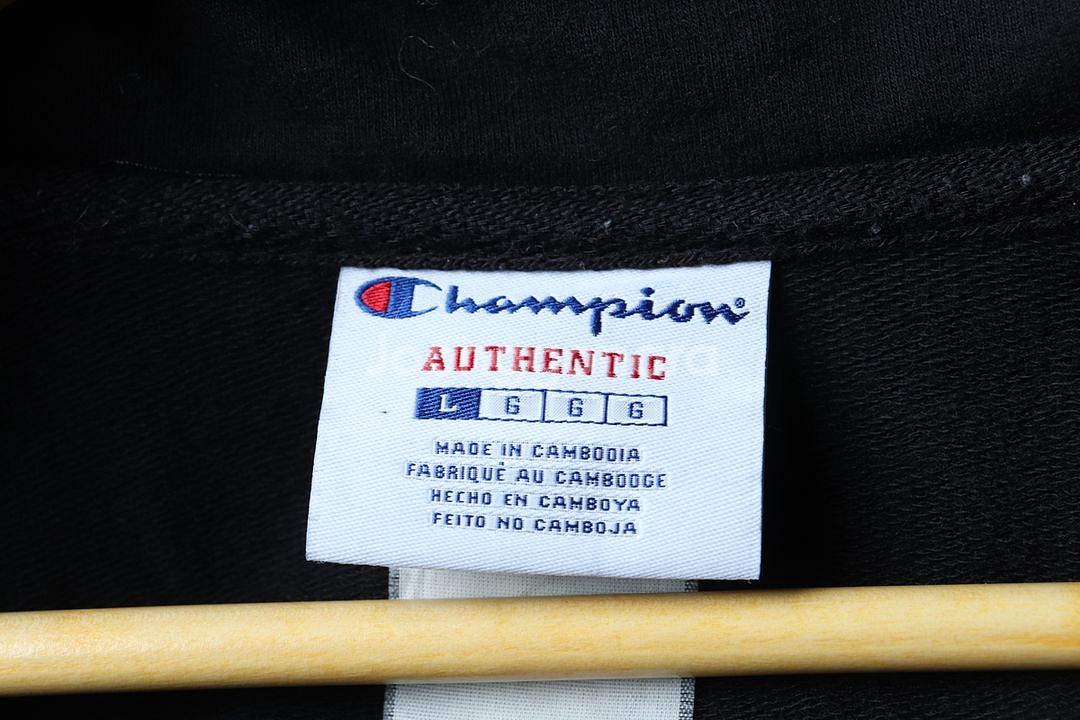 Champion®
AUTHENTIC
L G G G
MADE IN CAMBODIA
FABRIQUÉ AU CAMBODGE
HECHO EN CAMBOYA
FEITO NO CAMBOJA